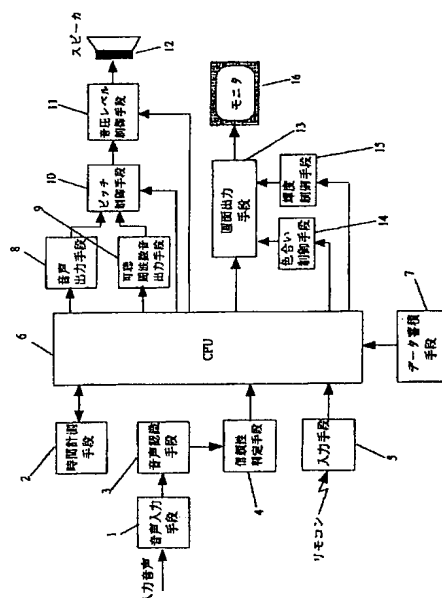 入力音声
1
音声入力
手段
2
時間計測
手段
3
音声認識
手段
4
信頼性
判定手段
リモコン
5
入力手段
6
CPU
7
データ蓄積
手段
8
音声
出力手段
9
可聴
周波数音
出力手段
10
ピッチ
制御手段
11
音圧レベル
制御手段
スピーカ
12
13
画面出力
手段
14
色合い
制御手段
15
輝度
制御手段
モニタ
16